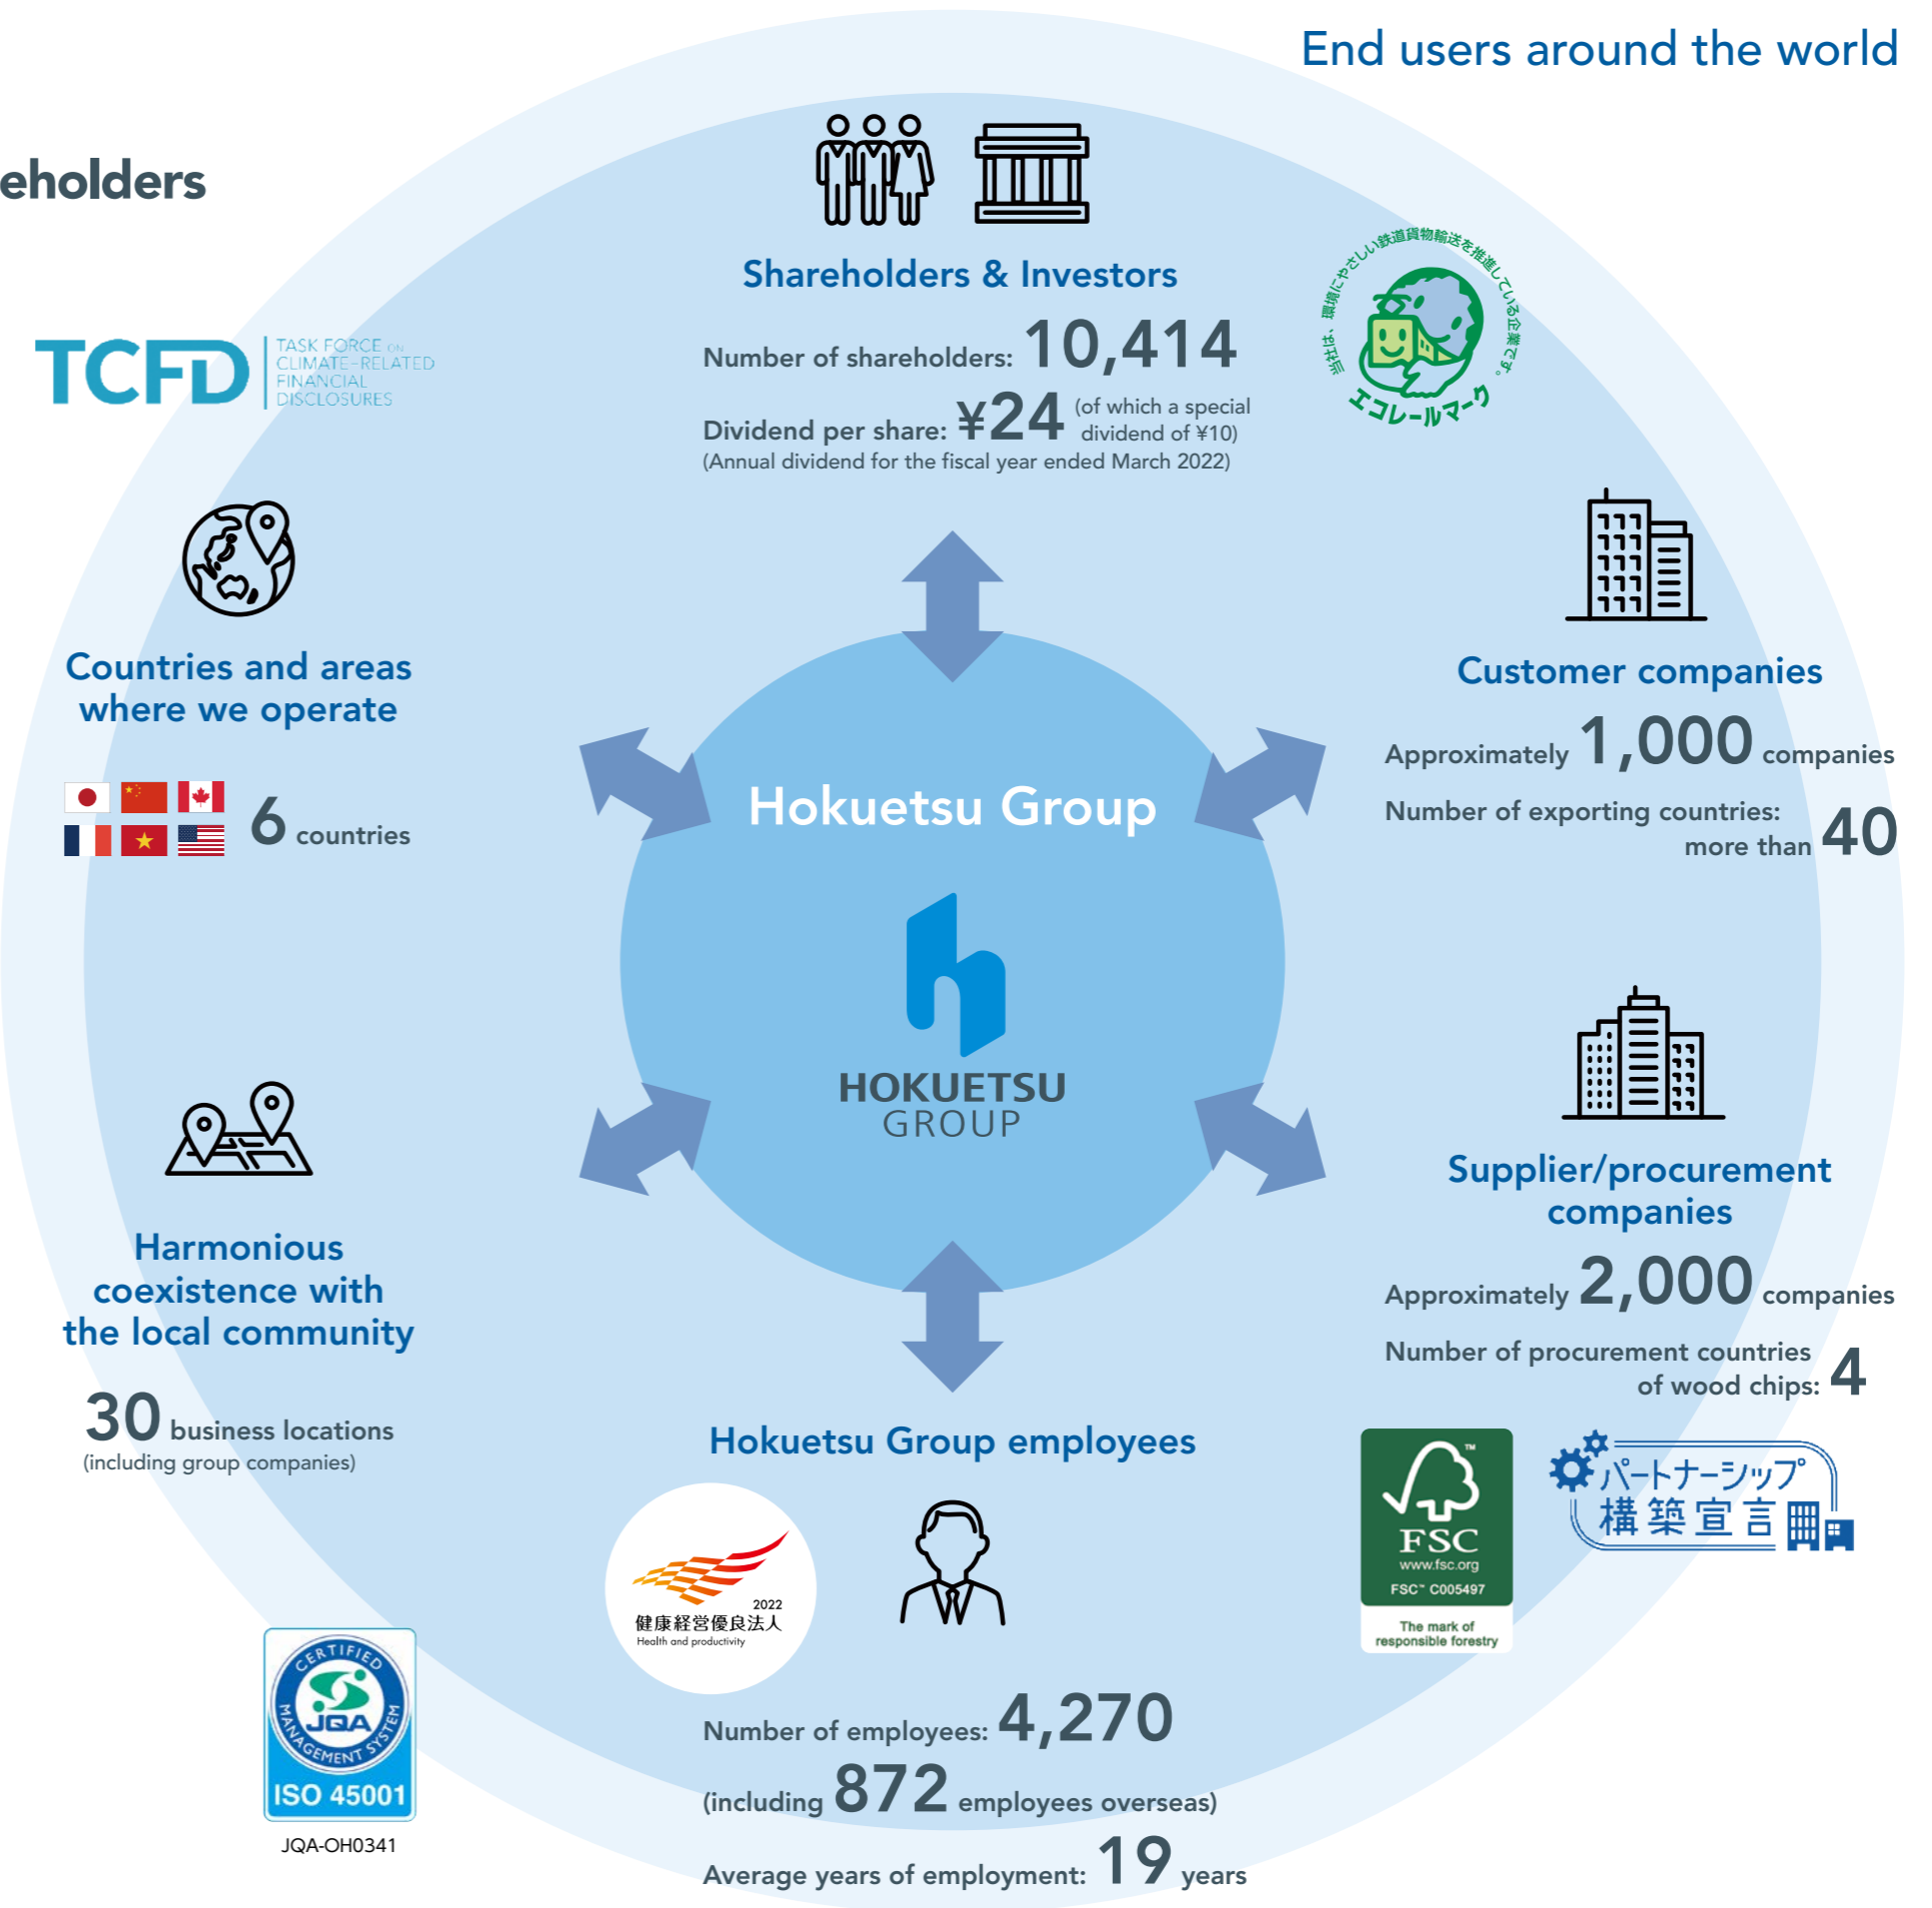 End users around the world
eholders
Shareholders & Investors
Number of shareholders: 10,414
Dividend per share: ¥24 (of which a special
dividend of ¥10)
(Annual dividend for the fiscal year ended March 2022)
当社は、環境にやさしい鉄道貨物輸送を推進している企業です。
エコレールマーク
TCFD
TASK FORCE ON
CLIMATE-RELATED
FINANCIAL
DISCLOSURES
Countries and areas
where we operate
6 countries
Customer companies
Approximately 1,000 companies
Number of exporting countries:
more than 40
Hokuetsu Group
HOKUETSU
GROUP
Harmonious
coexistence with
the local community
30 business locations
(including group companies)
Supplier/procurement
companies
Approximately 2,000 companies
Number of procurement countries
of wood chips: 4
FSC
™
www.fsc.org
FSC™ C005497
The mark of
responsible forestry
パートナーシップ
構築宣言
Hokuetsu Group employees
2022
健康経営優良法人
Health and productivity
Number of employees: 4,270
(including 872 employees overseas)
Average years of employment: 19 years
CERTIFIED
JQA
MANAGEMENT SYSTEM
ISO 45001
JQA-OH0341